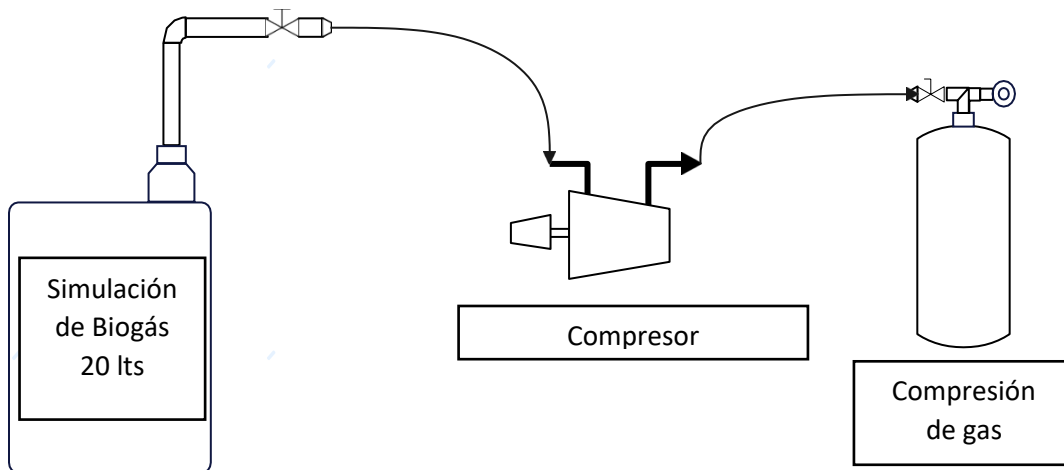 Simulación
de Biogás
20 lts
Compresor
Compresión
de gas